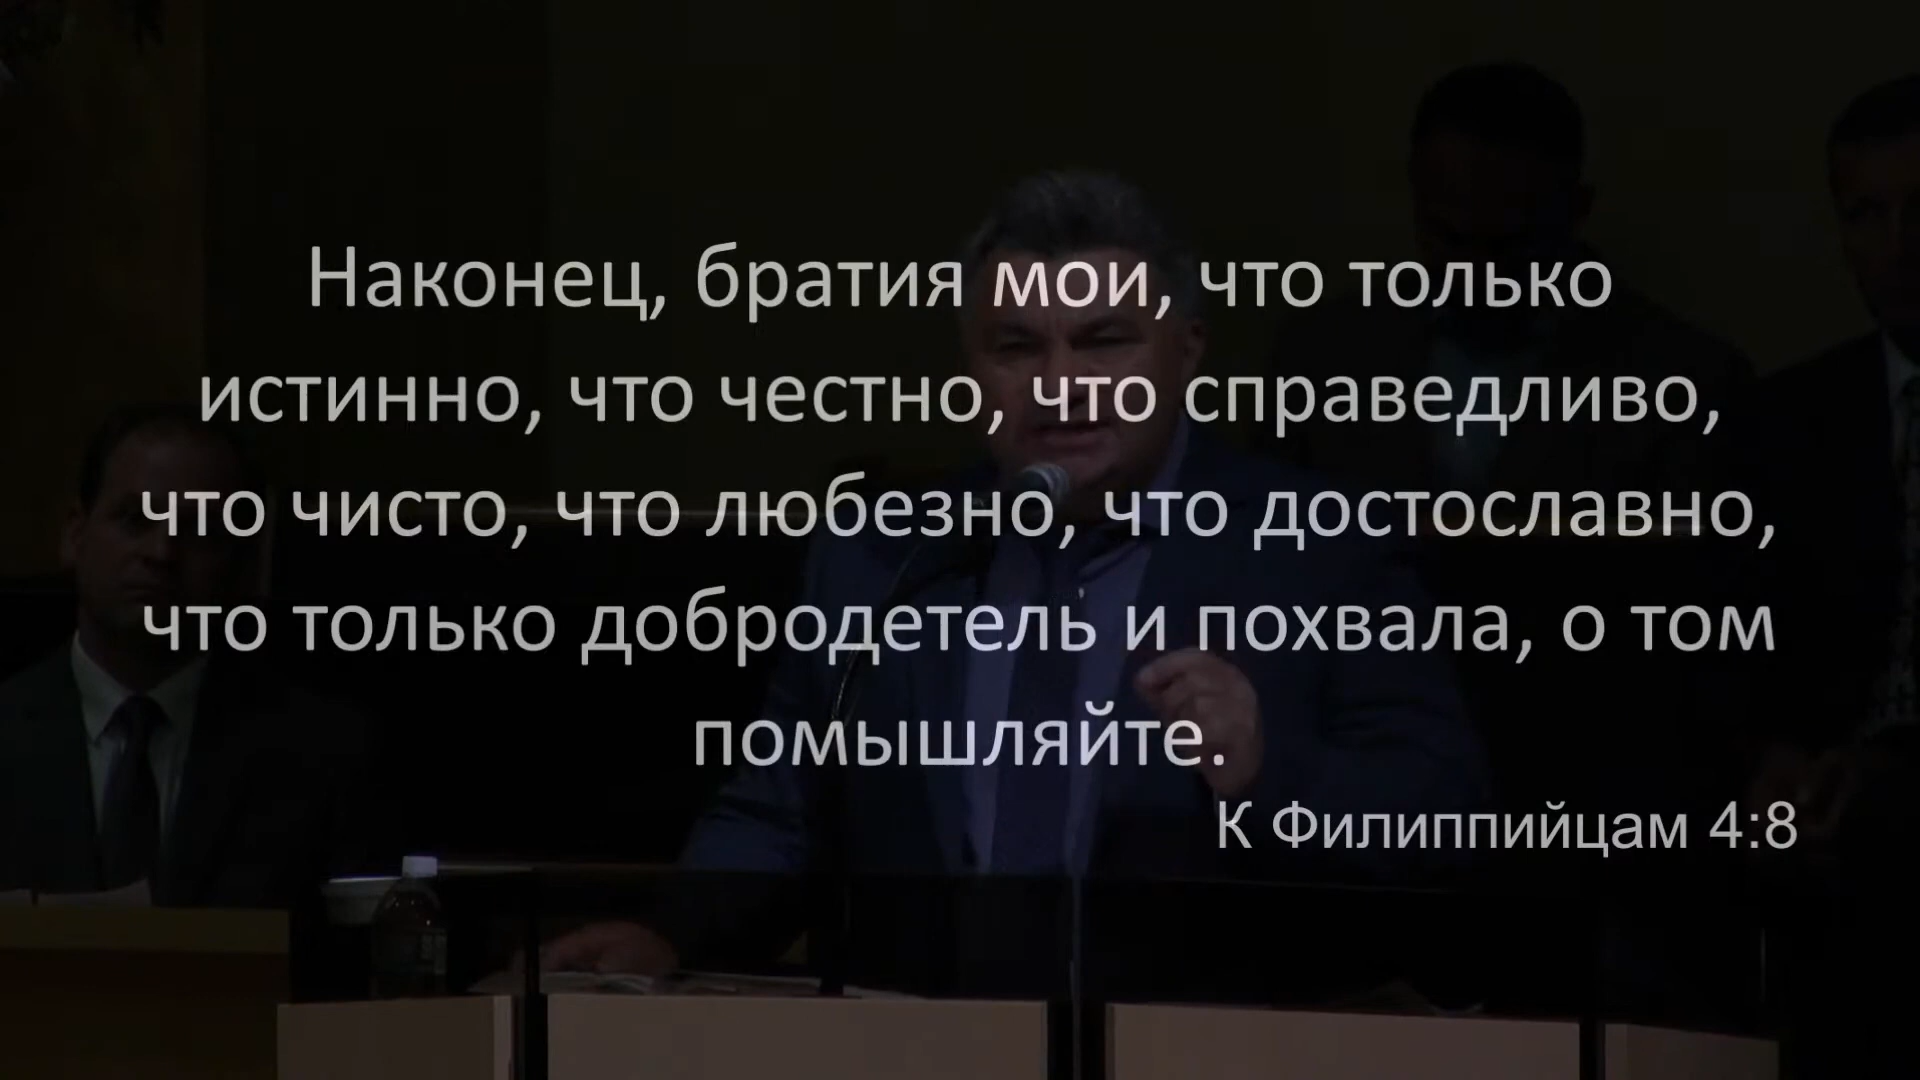 Наконец, братия мои, что только
истинно, что честно, что справедливо,
что чисто, что любезно, что достославно,
что только добродетель и похвала, о том
помышляйте.
К Филиппийцам 4:8